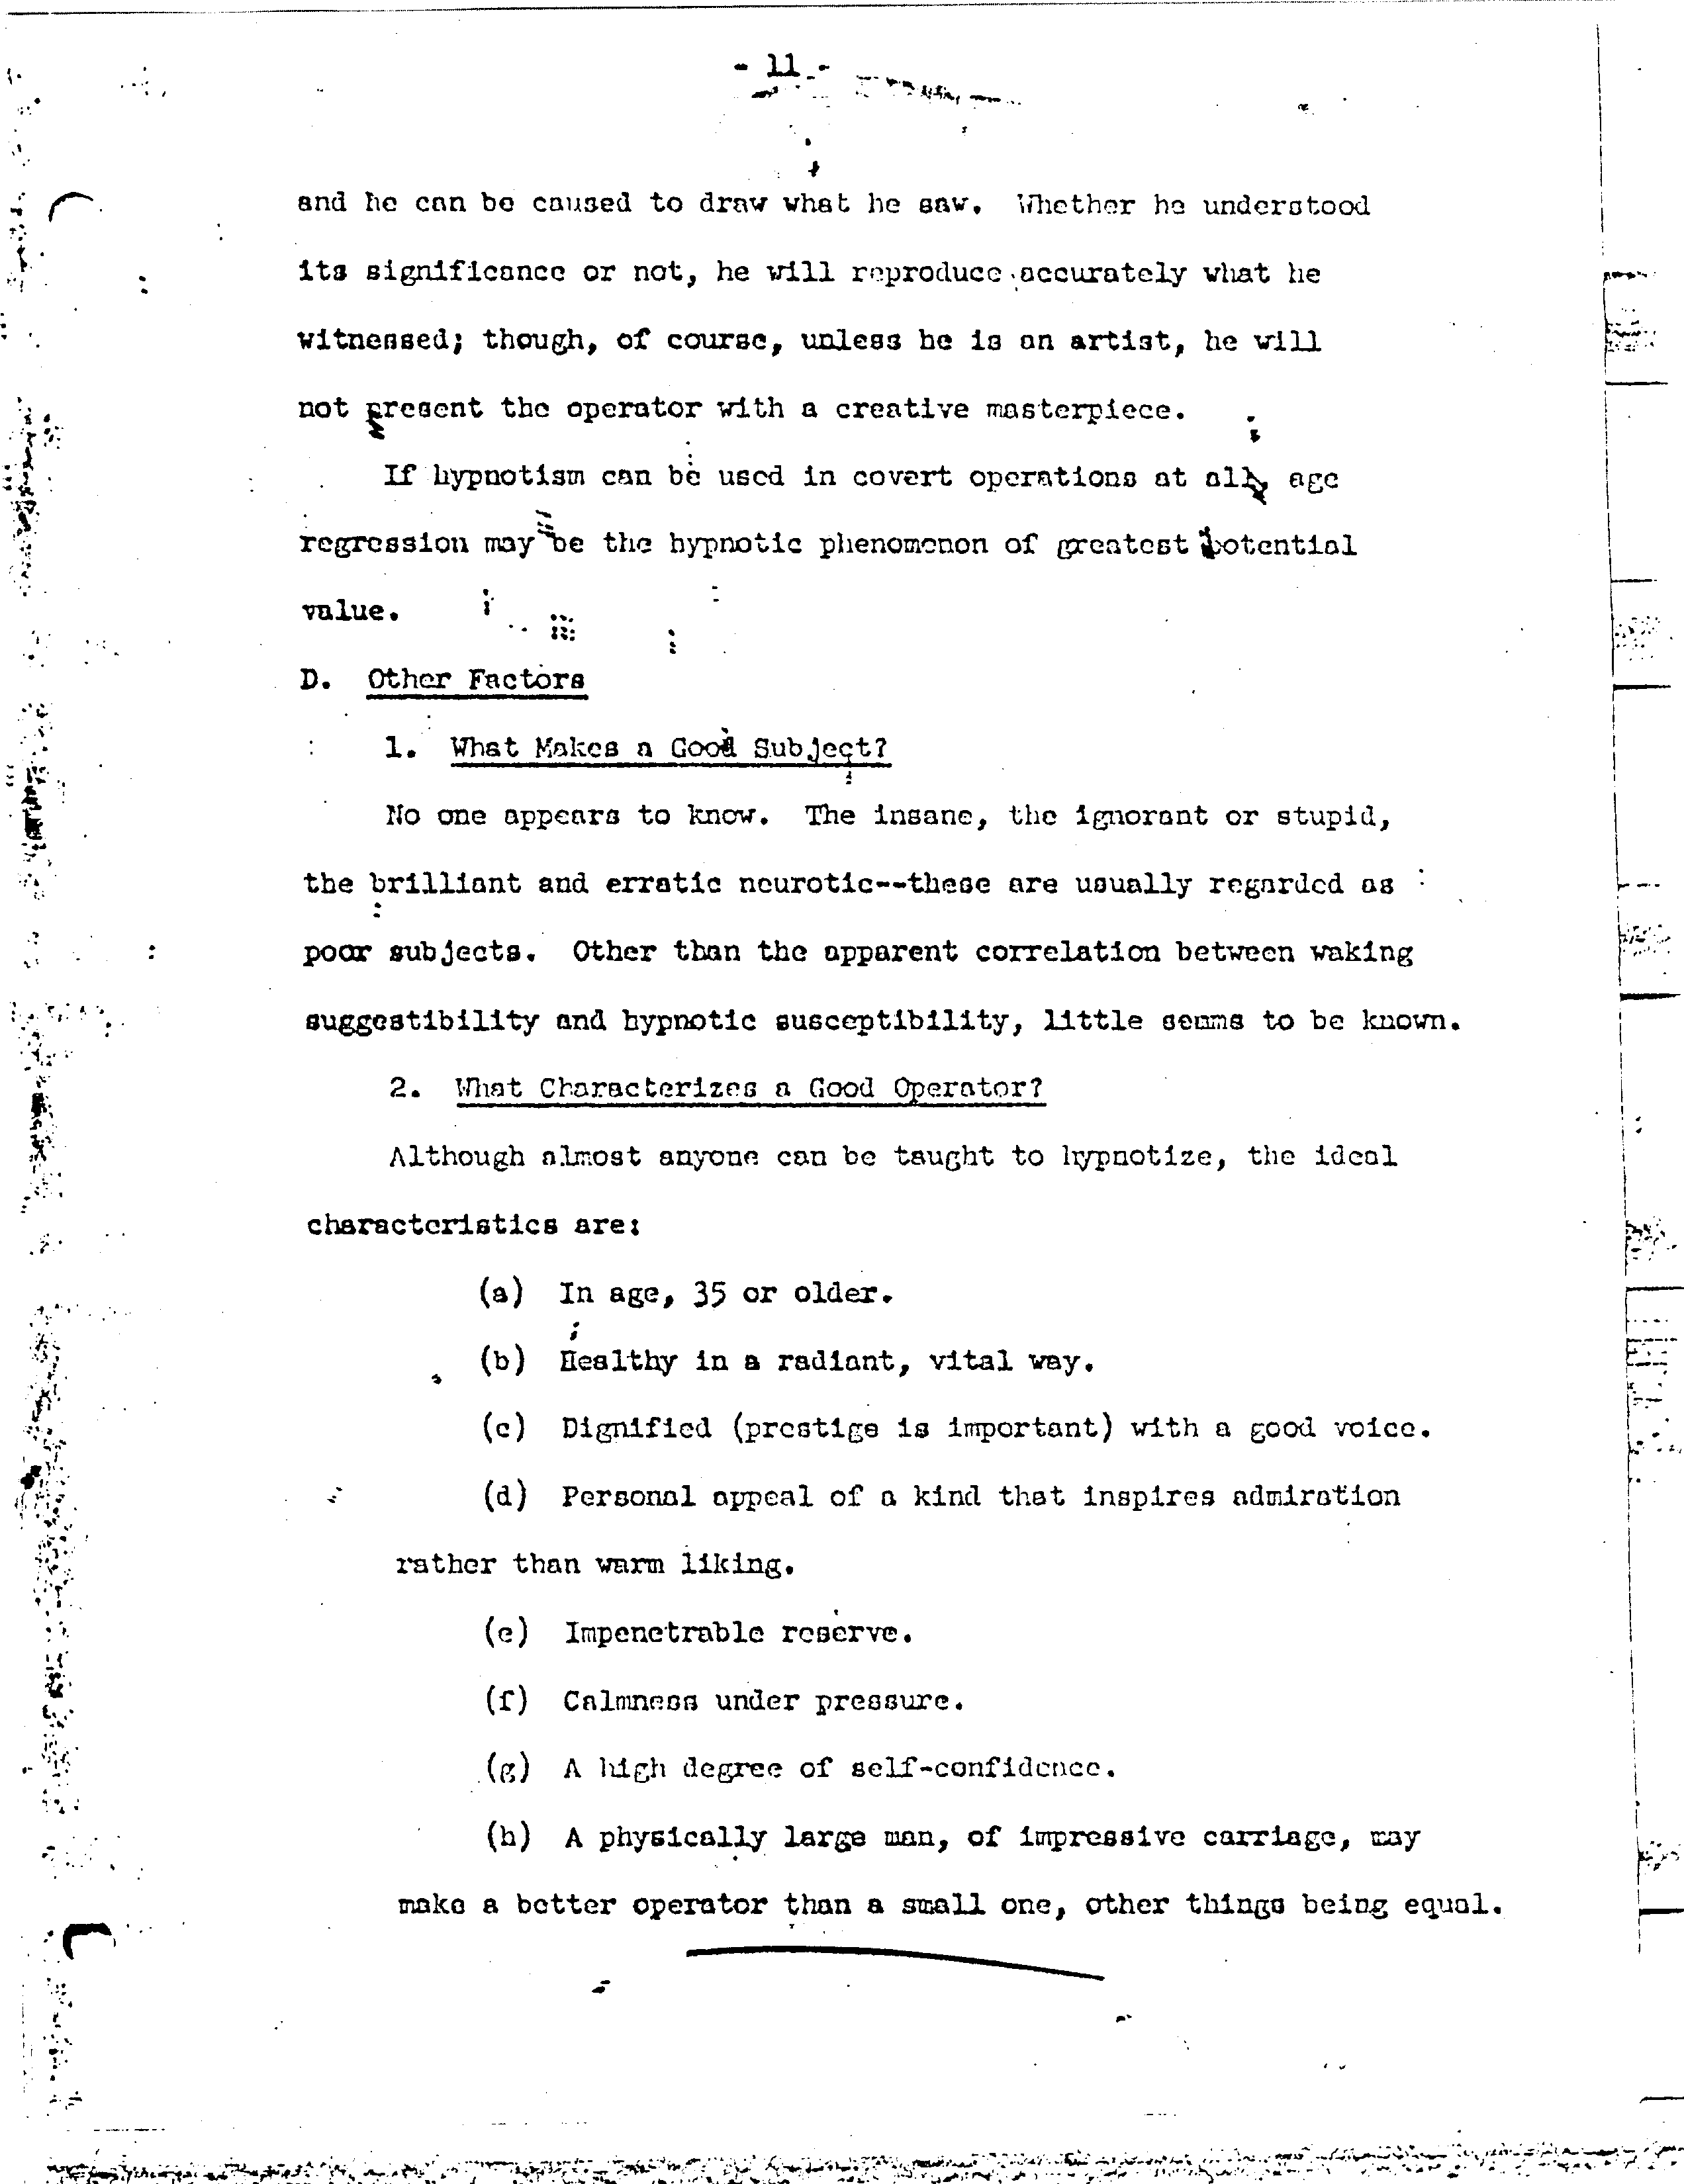 - 11 -
and he can be caused to draw what he saw. Whether he understood
its significance or not, he will reproduce accurately what he
witnessed; though, of course, unless he is an artist, he will
not present the operator with a creative masterpiece.
If hypnotism can be used in covert operations at all, age
regression may be the hypnotic phenomenon of greatest potential
value.
D. Other Factors
1. What Makes a Good Subject?
No one appears to know. The insane, the ignorant or stupid,
the brilliant and erratic neurotic--these are usually regarded as
poor subjects. Other than the apparent correlation between waking
suggestibility and hypnotic susceptibility, little seems to be known.
2. What Characterizes a Good Operator?
Although almost anyone can be taught to hypnotize, the ideal
characteristics are:
(a) In age, 35 or older.
(b) Healthy in a radiant, vital way.
(c) Dignified (prestige is important) with a good voice.
(d) Personal appeal of a kind that inspires admiration
rather than warm liking.
(e) Impenetrable reserve.
(f) Calmness under pressure.
(g) A high degree of self-confidence.
(h) A physically large man, of impressive carriage, may
make a better operator than a small one, other things being equal.